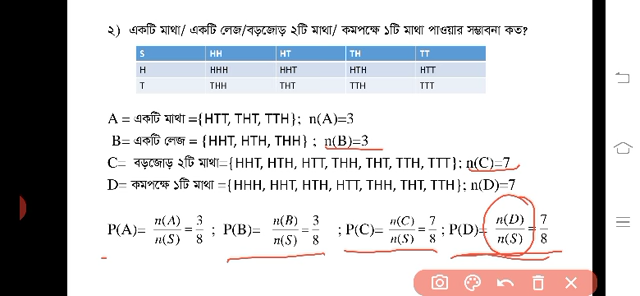 ২) একটি মাথা/ একটি লেজ/বড়জোড় ২টি মাথা/ কমপক্ষে ১টি মাথা পাওয়ার সম্ভাবনা কত?
S HH HT TH TT
H HHH HHT HTH HTT
T THH THT TTH TTT
A = একটি মাথা ={HTT, THT, TTH}; n(A)=3
B= একটি লেজ = {HHT, HTH, THH} ; n(B)=3
C= বড়জোড় ২টি মাথা={HHT, HTH, HTT, THH, THT, TTH, TTT}; n(C)=7
D= কমপক্ষে ১টি মাথা ={HHH, HHT, HTH, HTT, THH, THT, TTH}; n(D)=7
P(A)= n(A)/n(S) = 3/8 ; P(B)= n(B)/n(S) = 3/8 ; P(C)= n(C)/n(S) = 7/8 ; P(D)= n(D)/n(S) = 7/8